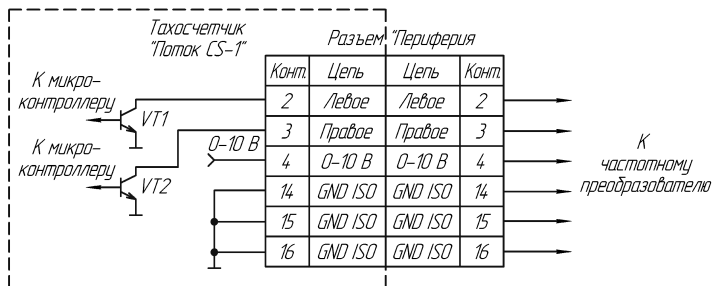 Тахосчетчик
"Поток CS-1"
Разъем "Периферия
Конт. Цепь Цепь Конт.
К микро-
контроллеру
VT1
2 Левое Левое 2
3 Правое Правое 3
К микро-
контроллеру
VT2
0-10 В
4 0-10 В 0-10 В 4
14 GND ISO GND ISO 14
15 GND ISO GND ISO 15
16 GND ISO GND ISO 16
К
частотному
преобразователю